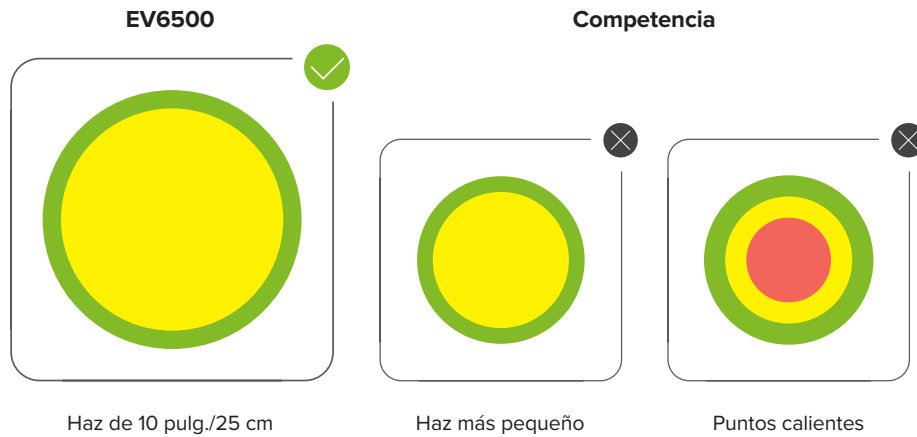 EV6500
Competencia
Haz de 10 pulg./25 cm
Haz más pequeño
Puntos calientes